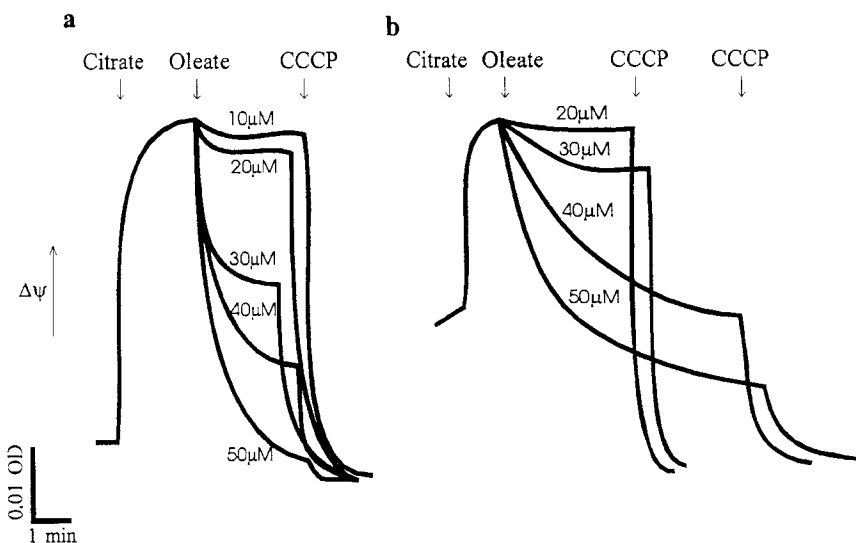 a
Citrate Oleate CCCP
10μM
20μM
30μM
40μM
50μM
Δψ
0.01 OD
1 min
b
Citrate Oleate CCCP CCCP
20μM
30μM
40μM
50μM